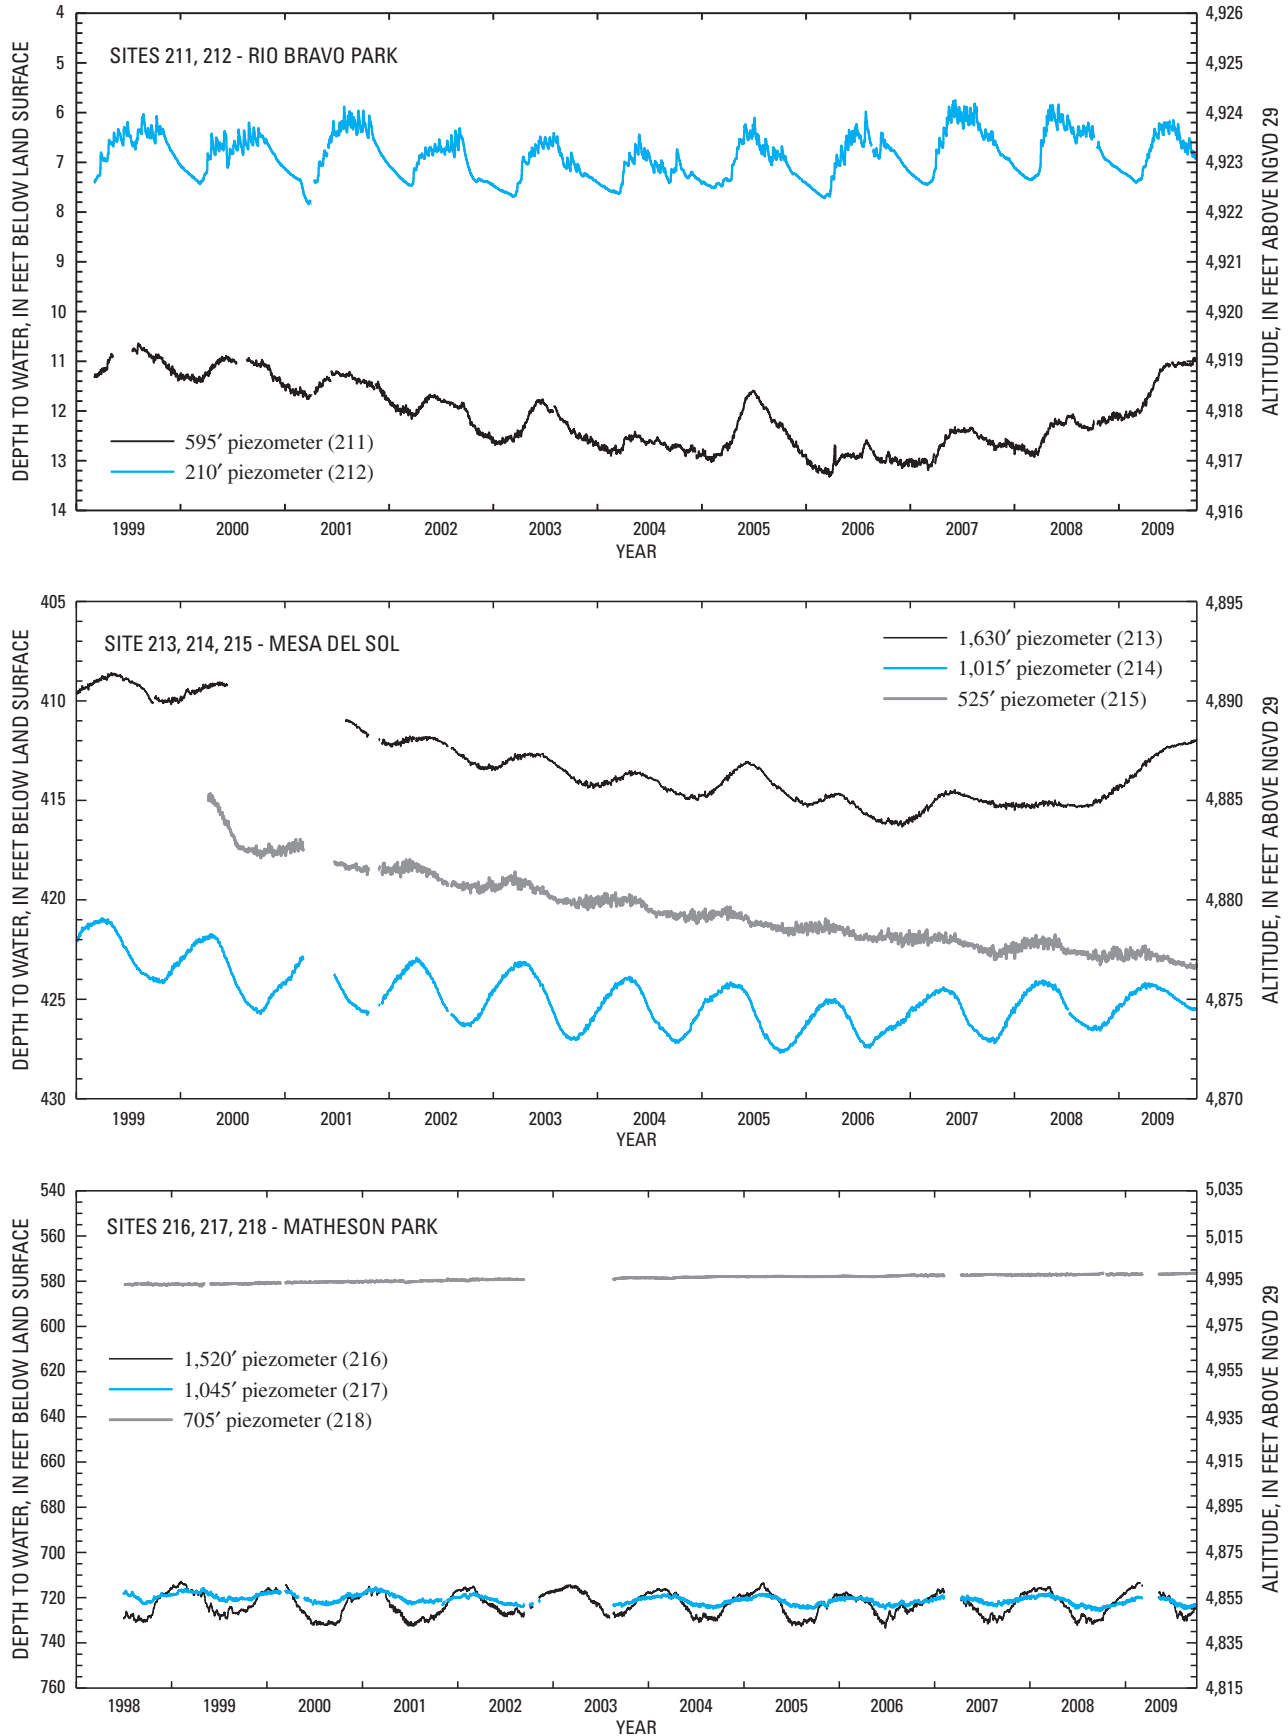 SITES 211, 212 - RIO BRAVO PARK
DEPTH TO WATER, IN FEET BELOW LAND SURFACE
4
5
6
7
8
9
10
11
12
13
14
595′ piezometer (211)
210′ piezometer (212)
4,926
4,925
4,924
4,923
4,922
4,921
4,920
4,919
4,918
4,917
4,916
ALTITUDE, IN FEET ABOVE NGVD 29
1999 2000 2001 2002 2003 2004 2005 2006 2007 2008 2009
YEAR
SITE 213, 214, 215 - MESA DEL SOL
DEPTH TO WATER, IN FEET BELOW LAND SURFACE
405
410
415
420
425
430
1,630′ piezometer (213)
1,015′ piezometer (214)
525′ piezometer (215)
4,895
4,890
4,885
4,880
4,875
4,870
ALTITUDE, IN FEET ABOVE NGVD 29
1999 2000 2001 2002 2003 2004 2005 2006 2007 2008 2009
YEAR
SITES 216, 217, 218 - MATHESON PARK
DEPTH TO WATER, IN FEET BELOW LAND SURFACE
540
560
580
600
620
640
660
680
700
720
740
760
1,520′ piezometer (216)
1,045′ piezometer (217)
705′ piezometer (218)
5,035
5,015
4,995
4,975
4,955
4,935
4,915
4,895
4,875
4,855
4,835
4,815
ALTITUDE, IN FEET ABOVE NGVD 29
1998 1999 2000 2001 2002 2003 2004 2005 2006 2007 2008 2009
YEAR